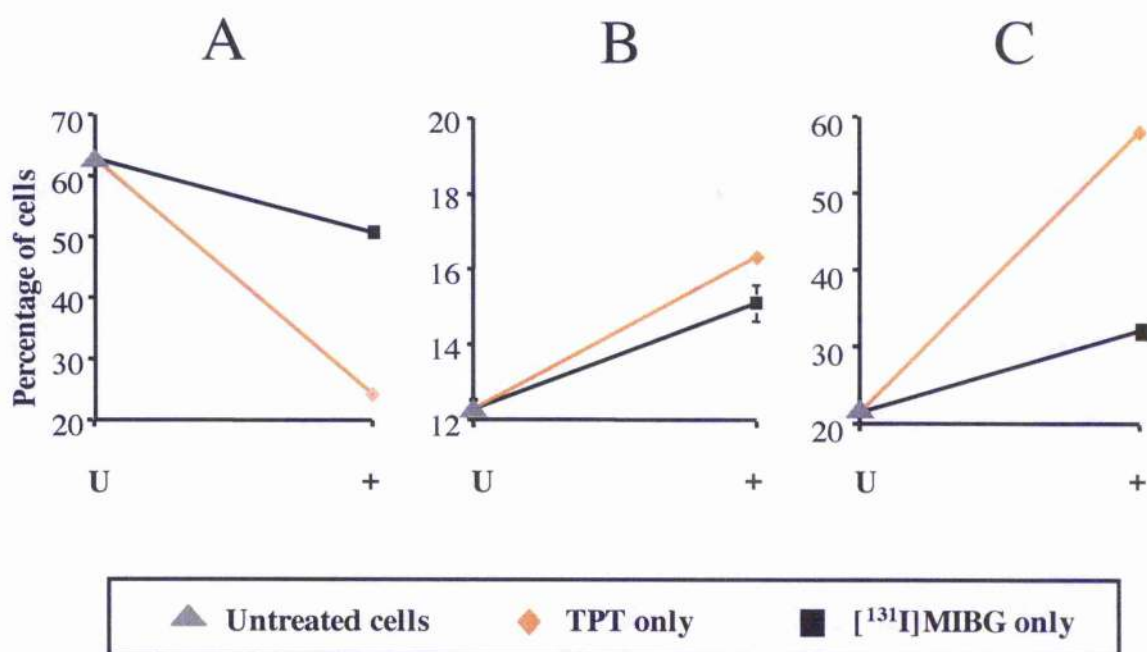 A B C
Percentage of cells
70
60
50
40
30
20
U +
20
18
16
14
12
U +
60
50
40
30
20
U +
Untreated cells TPT only [¹³¹I]MIBG only